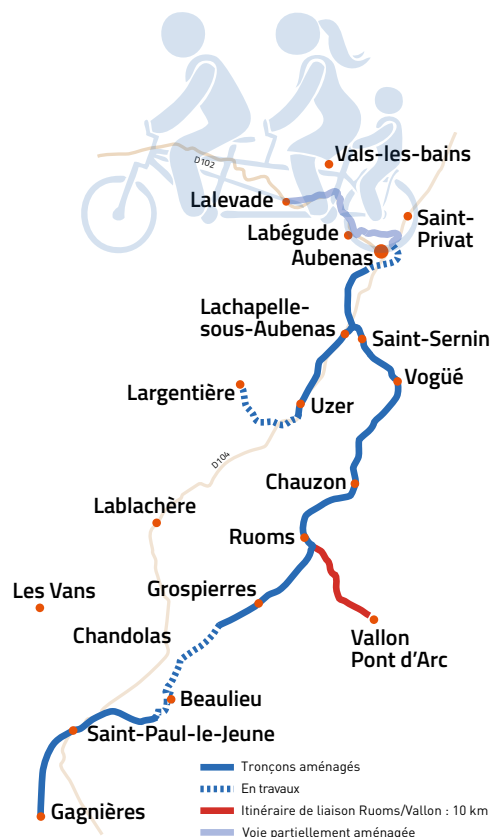 D102
Vals-les-bains
Lalevade
Saint-
Privat
Labégude
Aubenas
Lachapelle-
sous-Aubenas
Saint-Sernin
Vogüé
Largentière
Uzer
D104
Chauzon
Lablachère
Ruoms
Les Vans
Grospierres
Chandolas
Vallon
Pont d'Arc
Beaulieu
Saint-Paul-le-Jeune
Gagnières
Tronçons aménagés
En travaux
Itinéraire de liaison Ruoms/Vallon : 10 km
Voie partiellement aménagée